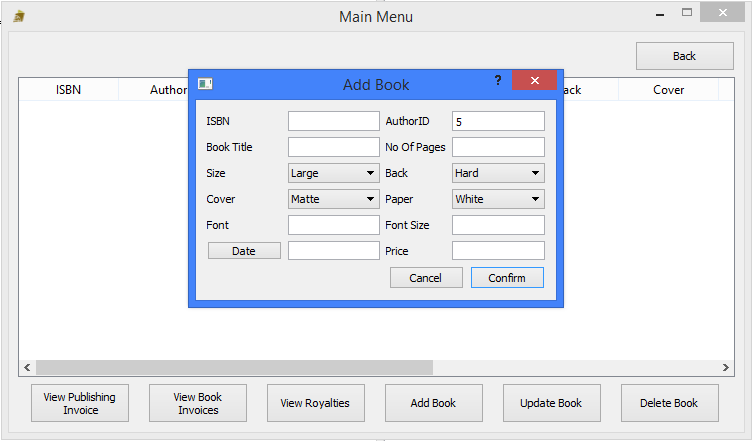 Main Menu
Back
ISBN Author ack Cover
Add Book
?
ISBN AuthorID 5
Book Title No Of Pages
Size Large Back Hard
Cover Matte Paper White
Font Font Size
Date Price
Cancel Confirm
View Publishing Invoice
View Book Invoices
View Royalties
Add Book
Update Book
Delete Book